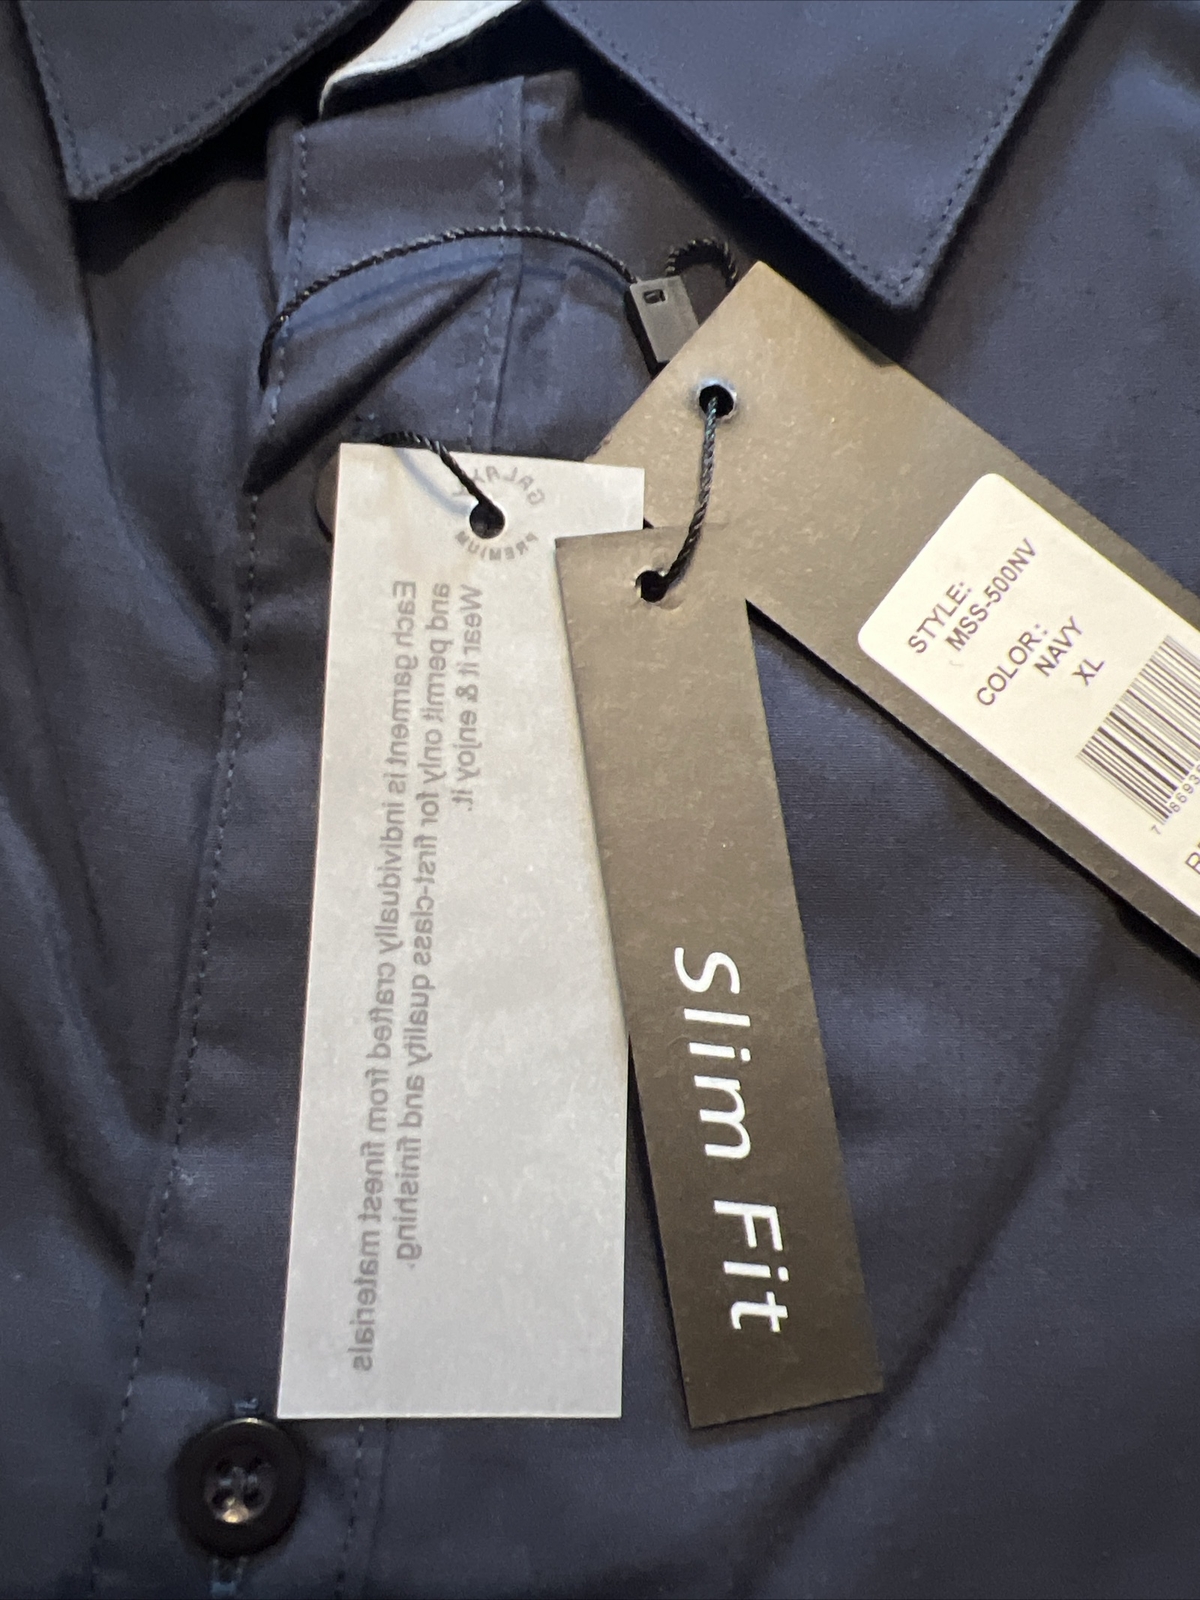 GALAXY
PREMIUM
Each garment is individually crafted from finest materials
and permit only for first-class quality and finishing.
Wear it & enjoy it.
Slim Fit
STYLE:
MSS-500NV
COLOR:
NAVY
XL